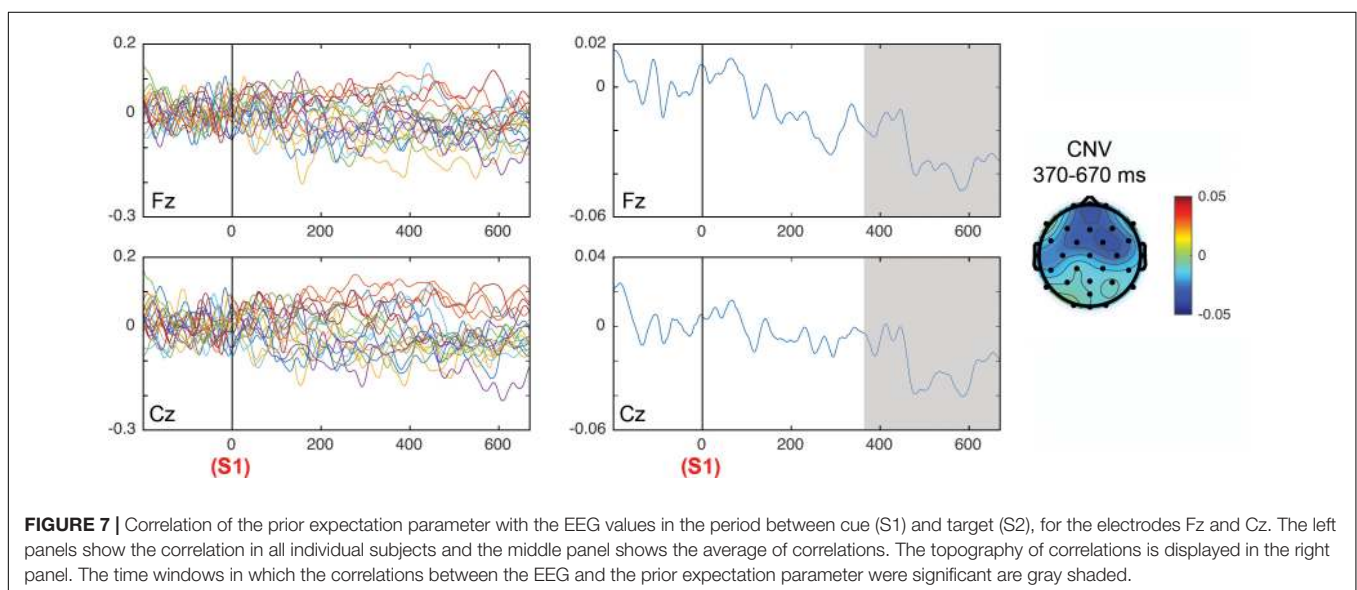 0.2
0
-0.3
Fz
0 200 400 600
0.02
0
-0.06
Fz
0 200 400 600
0.2
0
-0.3
Cz
0 200 400 600
(S1)
0.04
0
-0.06
Cz
0 200 400 600
(S1)
CNV
370-670 ms
0.05
0
-0.05
FIGURE 7 | Correlation of the prior expectation parameter with the EEG values in the period between cue (S1) and target (S2), for the electrodes Fz and Cz. The left
panels show the correlation in all individual subjects and the middle panel shows the average of correlations. The topography of correlations is displayed in the right
panel. The time windows in which the correlations between the EEG and the prior expectation parameter were significant are gray shaded.